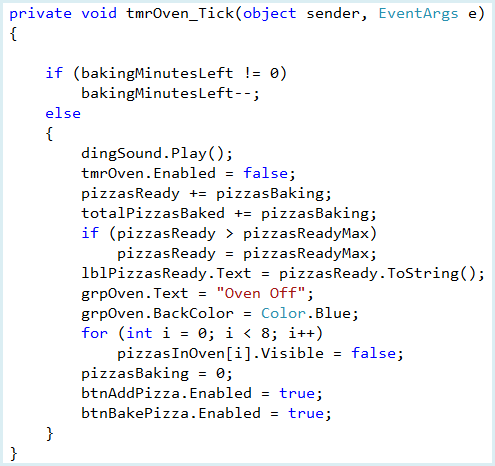 private void tmrOven_Tick(object sender, EventArgs e)
{
if (bakingMinutesLeft != 0)
bakingMinutesLeft--;
else
{
dingSound.Play();
tmrOven.Enabled = false;
pizzasReady += pizzasBaking;
totalPizzasBaked += pizzasBaking;
if (pizzasReady > pizzasReadyMax)
pizzasReady = pizzasReadyMax;
lblPizzasReady.Text = pizzasReady.ToString();
grpOven.Text = "Oven Off";
grpOven.BackColor = Color.Blue;
for (int i = 0; i < 8; i++)
pizzasInOven[i].Visible = false;
pizzasBaking = 0;
btnAddPizza.Enabled = true;
btnBakePizza.Enabled = true;
}
}